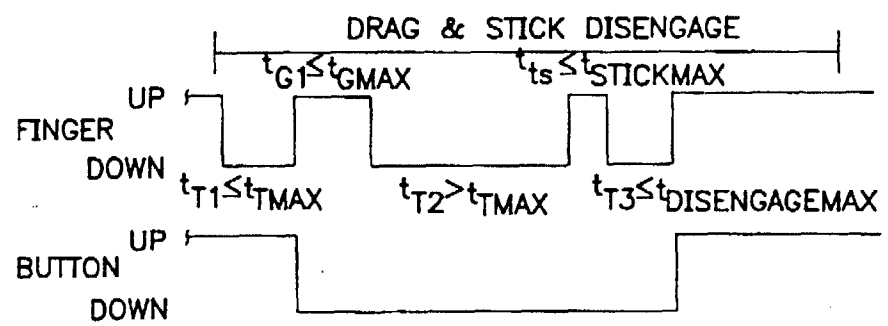 DRAG & STICK DISENGAGE
tG1≤tGMAX tts≤tSTICKMAX
UP
FINGER
DOWN
tT1≤tTMAX tT2>tTMAX tT3≤tDISENGAGEMAX
UP
BUTTON
DOWN